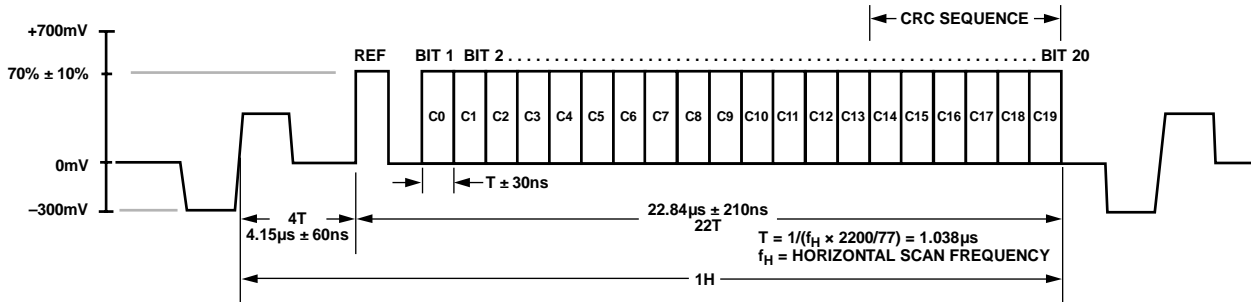 CRC SEQUENCE
+700mV
REF
BIT 1 BIT 2 . . . . . . . . . . . . . . . . . . . . . . . . . . . . . . . . . . . . . . . . . . . . . . . . . . . . . . . . . . . . BIT 20
70% ± 10%
C0 C1 C2 C3 C4 C5 C6 C7 C8 C9 C10 C11 C12 C13 C14 C15 C16 C17 C18 C19
0mV
T ± 30ns
–300mV
4T
4.15µs ± 60ns
22.84µs ± 210ns
22T
T = 1/(fH × 2200/77) = 1.038µs
fH = HORIZONTAL SCAN FREQUENCY
1H